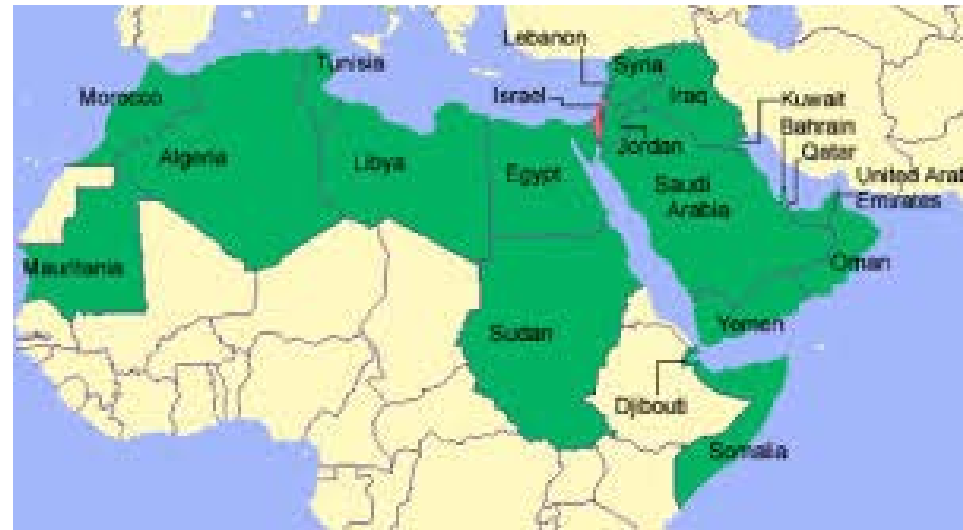 Lebanon
Syria
Tunisia
Israel
Iraq
Morocco
Kuwait
Bahrain
Jordan
Qatar
Algeria
Libya
Egypt
United Arab
Emirates
Saudi
Arabia
Mauritania
Oman
Yemen
Sudan
Djibouti
Somalia